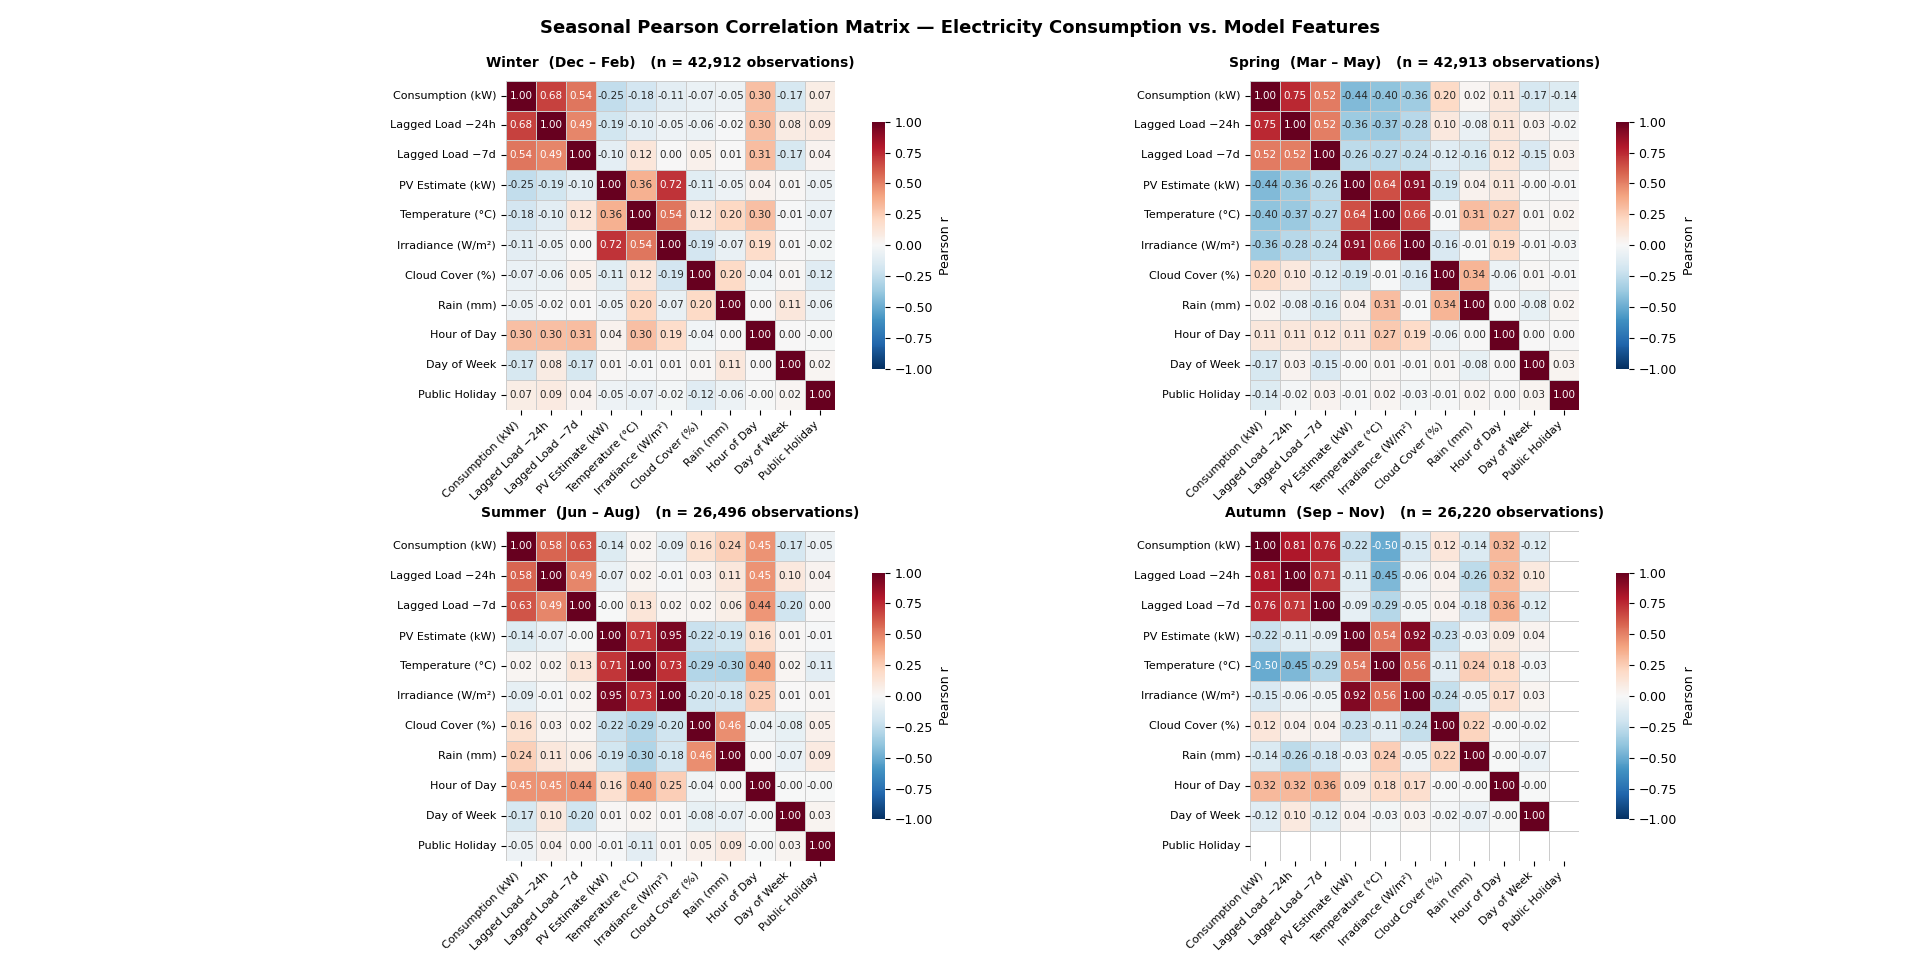 Seasonal Pearson Correlation Matrix — Electricity Consumption vs. Model Features
Winter (Dec – Feb) (n = 42,912 observations)
Consumption (kW) 1.00 0.68 0.54 -0.25 -0.18 -0.11 -0.07 -0.05 0.30 -0.17 0.07
Lagged Load −24h 0.68 1.00 0.49 -0.19 -0.10 -0.05 -0.06 -0.02 0.30 0.08 0.09
Lagged Load −7d 0.54 0.49 1.00 -0.10 0.12 0.00 0.05 0.01 0.31 -0.17 0.04
PV Estimate (kW) -0.25 -0.19 -0.10 1.00 0.36 0.72 -0.11 -0.05 0.04 0.01 -0.05
Temperature (°C) -0.18 -0.10 0.12 0.36 1.00 0.54 0.12 0.20 0.30 -0.01 -0.07
Irradiance (W/m²) -0.11 -0.05 0.00 0.72 0.54 1.00 -0.19 -0.07 0.19 0.01 -0.02
Cloud Cover (%) -0.07 -0.06 0.05 -0.11 0.12 -0.19 1.00 0.20 -0.04 0.01 -0.12
Rain (mm) -0.05 -0.02 0.01 -0.05 0.20 -0.07 0.20 1.00 0.00 0.11 -0.06
Hour of Day 0.30 0.30 0.31 0.04 0.30 0.19 -0.04 0.00 1.00 0.00 -0.00
Day of Week -0.17 0.08 -0.17 0.01 -0.01 0.01 0.01 0.11 0.00 1.00 0.02
Public Holiday 0.07 0.09 0.04 -0.05 -0.07 -0.02 -0.12 -0.06 -0.00 0.02 1.00
Consumption (kW)
Lagged Load −24h
Lagged Load −7d
PV Estimate (kW)
Temperature (°C)
Irradiance (W/m²)
Cloud Cover (%)
Rain (mm)
Hour of Day
Day of Week
Public Holiday
1.00
0.75
0.50
0.25
0.00
−0.25
−0.50
−0.75
−1.00
Pearson r
Spring (Mar – May) (n = 42,913 observations)
Consumption (kW) 1.00 0.75 0.52 -0.44 -0.40 -0.36 0.20 0.02 0.11 -0.17 -0.14
Lagged Load −24h 0.75 1.00 0.52 -0.36 -0.37 -0.28 0.10 -0.08 0.11 0.03 -0.02
Lagged Load −7d 0.52 0.52 1.00 -0.26 -0.27 -0.24 -0.12 -0.16 0.12 -0.15 0.03
PV Estimate (kW) -0.44 -0.36 -0.26 1.00 0.64 0.91 -0.19 0.04 0.11 -0.00 -0.01
Temperature (°C) -0.40 -0.37 -0.27 0.64 1.00 0.66 -0.01 0.31 0.27 0.01 0.02
Irradiance (W/m²) -0.36 -0.28 -0.24 0.91 0.66 1.00 -0.16 -0.01 0.19 -0.01 -0.03
Cloud Cover (%) 0.20 0.10 -0.12 -0.19 -0.01 -0.16 1.00 0.34 -0.06 0.01 -0.01
Rain (mm) 0.02 -0.08 -0.16 0.04 0.31 -0.01 0.34 1.00 0.00 -0.08 0.02
Hour of Day 0.11 0.11 0.12 0.11 0.27 0.19 -0.06 0.00 1.00 0.00 0.00
Day of Week -0.17 0.03 -0.15 -0.00 0.01 -0.01 0.01 -0.08 0.00 1.00 0.03
Public Holiday -0.14 -0.02 0.03 -0.01 0.02 -0.03 -0.01 0.02 0.00 0.03 1.00
Consumption (kW)
Lagged Load −24h
Lagged Load −7d
PV Estimate (kW)
Temperature (°C)
Irradiance (W/m²)
Cloud Cover (%)
Rain (mm)
Hour of Day
Day of Week
Public Holiday
1.00
0.75
0.50
0.25
0.00
−0.25
−0.50
−0.75
−1.00
Pearson r
Summer (Jun – Aug) (n = 26,496 observations)
Consumption (kW) 1.00 0.58 0.63 -0.14 0.02 -0.09 0.16 0.24 0.45 -0.17 -0.05
Lagged Load −24h 0.58 1.00 0.49 -0.07 0.02 -0.01 0.03 0.11 0.45 0.10 0.04
Lagged Load −7d 0.63 0.49 1.00 -0.00 0.13 0.02 0.02 0.06 0.44 -0.20 0.00
PV Estimate (kW) -0.14 -0.07 -0.00 1.00 0.71 0.95 -0.22 -0.19 0.16 0.01 -0.01
Temperature (°C) 0.02 0.02 0.13 0.71 1.00 0.73 -0.29 -0.30 0.40 0.02 -0.11
Irradiance (W/m²) -0.09 -0.01 0.02 0.95 0.73 1.00 -0.20 -0.18 0.25 0.01 0.01
Cloud Cover (%) 0.16 0.03 0.02 -0.22 -0.29 -0.20 1.00 0.46 -0.04 -0.08 0.05
Rain (mm) 0.24 0.11 0.06 -0.19 -0.30 -0.18 0.46 1.00 0.00 -0.07 0.09
Hour of Day 0.45 0.45 0.44 0.16 0.40 0.25 -0.04 0.00 1.00 -0.00 -0.00
Day of Week -0.17 0.10 -0.20 0.01 0.02 0.01 -0.08 -0.07 -0.00 1.00 0.03
Public Holiday -0.05 0.04 0.00 -0.01 -0.11 0.01 0.05 0.09 -0.00 0.03 1.00
Consumption (kW)
Lagged Load −24h
Lagged Load −7d
PV Estimate (kW)
Temperature (°C)
Irradiance (W/m²)
Cloud Cover (%)
Rain (mm)
Hour of Day
Day of Week
Public Holiday
1.00
0.75
0.50
0.25
0.00
−0.25
−0.50
−0.75
−1.00
Pearson r
Autumn (Sep – Nov) (n = 26,220 observations)
Consumption (kW) 1.00 0.81 0.76 -0.22 -0.50 -0.15 0.12 -0.14 0.32 -0.12
Lagged Load −24h 0.81 1.00 0.71 -0.11 -0.45 -0.06 0.04 -0.26 0.32 0.10
Lagged Load −7d 0.76 0.71 1.00 -0.09 -0.29 -0.05 0.04 -0.18 0.36 -0.12
PV Estimate (kW) -0.22 -0.11 -0.09 1.00 0.54 0.92 -0.23 -0.03 0.09 0.04
Temperature (°C) -0.50 -0.45 -0.29 0.54 1.00 0.56 -0.11 0.24 0.18 -0.03
Irradiance (W/m²) -0.15 -0.06 -0.05 0.92 0.56 1.00 -0.24 -0.05 0.17 0.03
Cloud Cover (%) 0.12 0.04 0.04 -0.23 -0.11 -0.24 1.00 0.22 -0.00 -0.02
Rain (mm) -0.14 -0.26 -0.18 -0.03 0.24 -0.05 0.22 1.00 -0.00 -0.07
Hour of Day 0.32 0.32 0.36 0.09 0.18 0.17 -0.00 -0.00 1.00 -0.00
Day of Week -0.12 0.10 -0.12 0.04 -0.03 0.03 -0.02 -0.07 -0.00 1.00
Public Holiday
Consumption (kW)
Lagged Load −24h
Lagged Load −7d
PV Estimate (kW)
Temperature (°C)
Irradiance (W/m²)
Cloud Cover (%)
Rain (mm)
Hour of Day
Day of Week
Public Holiday
1.00
0.75
0.50
0.25
0.00
−0.25
−0.50
−0.75
−1.00
Pearson r